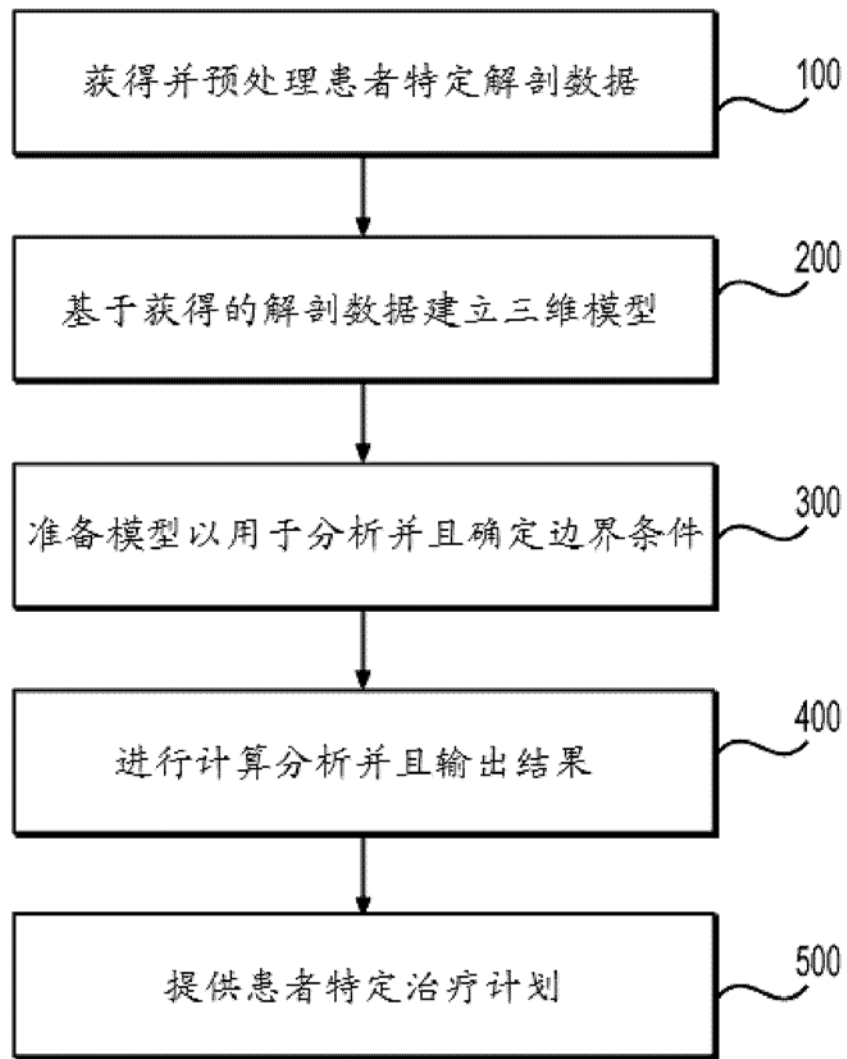 获得并预处理患者特定解剖数据
100
基于获得的解剖数据建立三维模型
200
准备模型以用于分析并且确定边界条件
300
进行计算分析并且输出结果
400
提供患者特定治疗计划
500